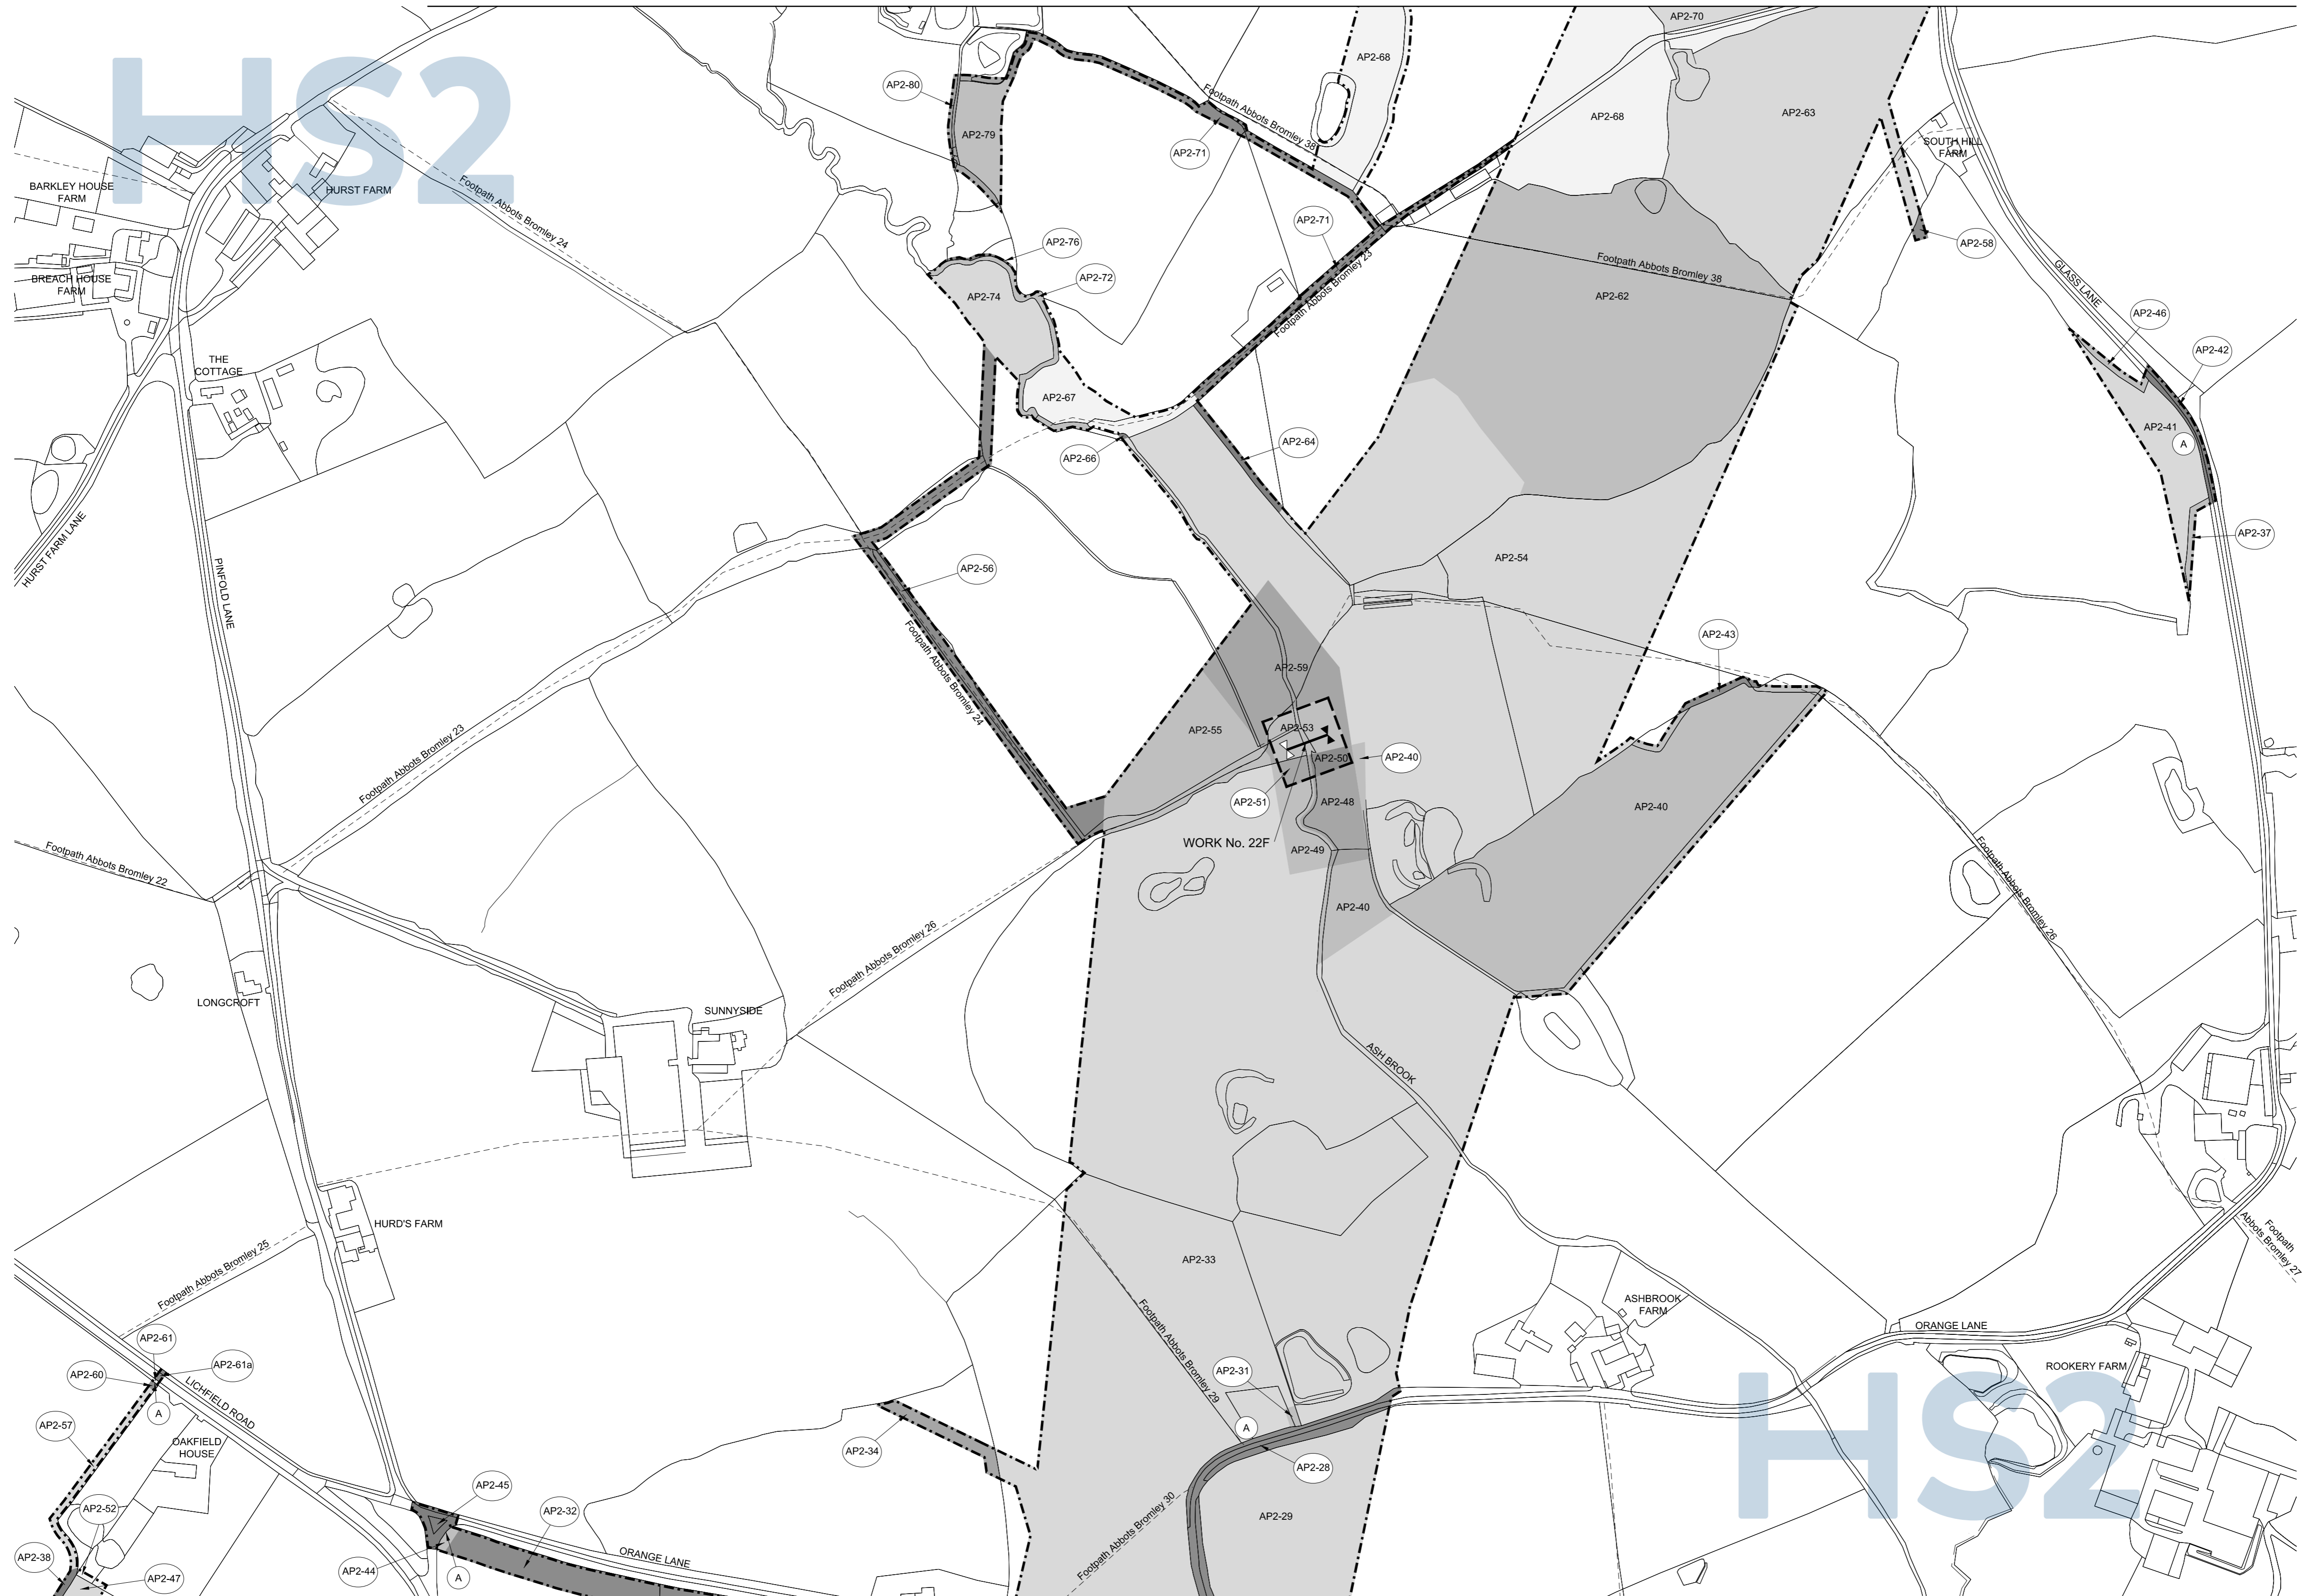 HS2
AP2-70
AP2-68
AP2-80
AP2-79
Footpath Abbots Bromley 38
AP2-71
AP2-68
AP2-63
SOUTH HILL
FARM
BARKLEY HOUSE
FARM
HURST FARM
Footpath Abbots Bromley 24
AP2-71
AP2-76
AP2-72
AP2-74
Footpath Abbots Bromley 23
Footpath Abbots Bromley 38
AP2-62
AP2-58
GLASS LANE
BREACH HOUSE
FARM
AP2-46
AP2-42
THE
COTTAGE
AP2-67
AP2-66
AP2-64
AP2-41
A
AP2-37
HURST FARM LANE
PINFOLD LANE
AP2-56
AP2-54
Footpath Abbots Bromley 24
AP2-43
AP2-59
AP2-55
AP2-53
AP2-50
AP2-40
Footpath Abbots Bromley 23
AP2-51
AP2-48
AP2-40
WORK No. 22F
AP2-49
Footpath Abbots Bromley 22
AP2-40
Footpath Abbots Bromley 26
Footpath Abbots Bromley 26
LONGCROFT
SUNNYSIDE
ASH BROOK
HURD'S FARM
Footpath Abbots Bromley 25
AP2-33
Footpath
Abbots Bromley 27
ASHBROOK
FARM
ORANGE LANE
Footpath Abbots Bromley 29
AP2-61
AP2-61a
AP2-60
LICHFIELD ROAD
A
AP2-31
A
ROOKERY FARM
HS2
AP2-57
OAKFIELD
HOUSE
AP2-34
AP2-28
AP2-45
AP2-32
AP2-52
Footpath Abbots Bromley 30
AP2-29
AP2-38
AP2-47
AP2-44
A
ORANGE LANE